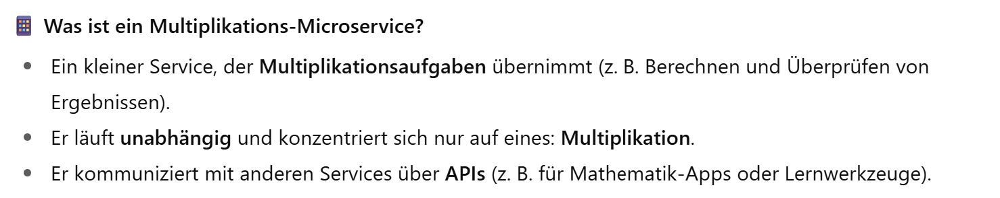 Was ist ein Multiplikations-Microservice?
• Ein kleiner Service, der Multiplikationsaufgaben übernimmt (z. B. Berechnen und Überprüfen von
Ergebnissen).
• Er läuft unabhängig und konzentriert sich nur auf eines: Multiplikation.
• Er kommuniziert mit anderen Services über APIs (z. B. für Mathematik-Apps oder Lernwerkzeuge).